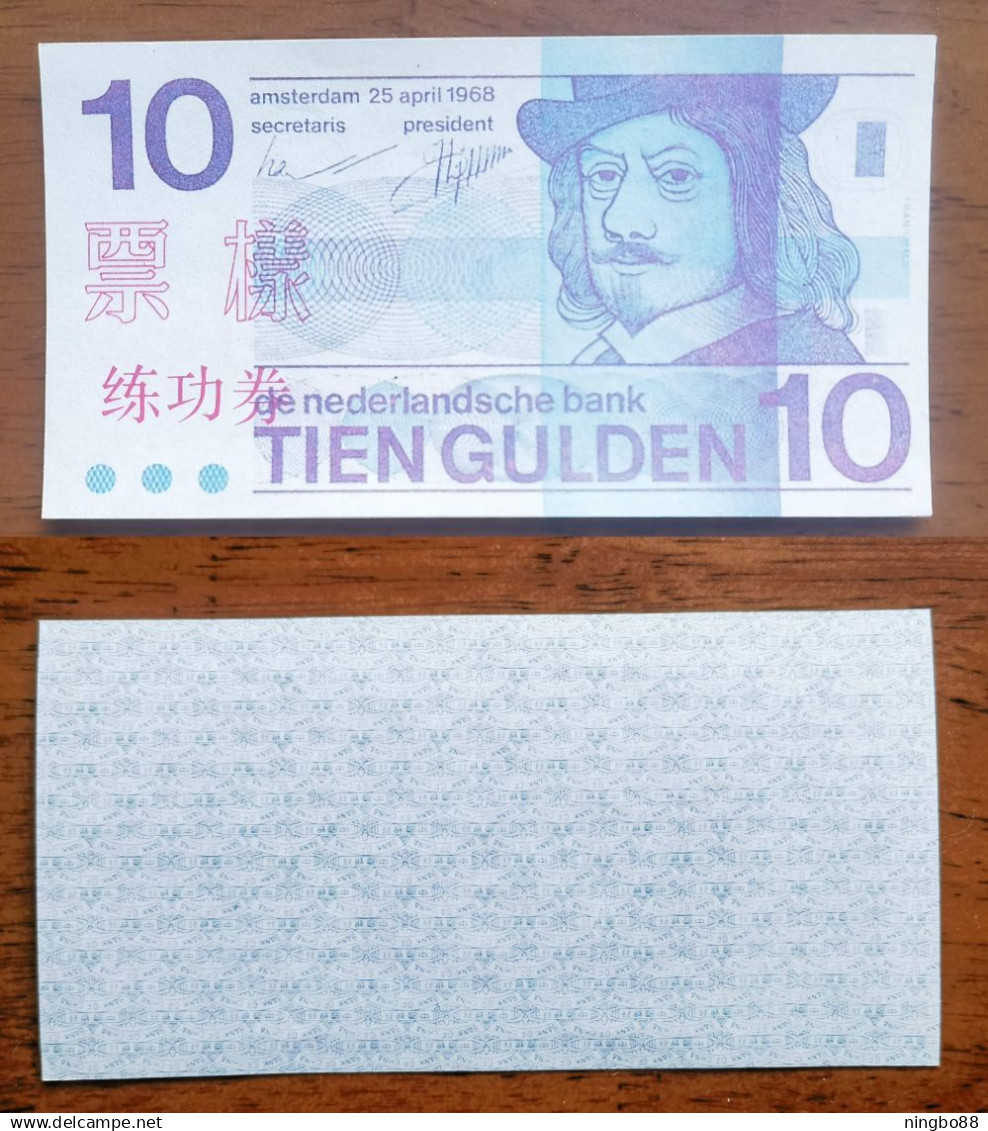 10
amsterdam 25 april 1968
secretaris president
票 樣
练功券
de nederlandsche bank
TIEN GULDEN 10
delcampe.net
ningbo88